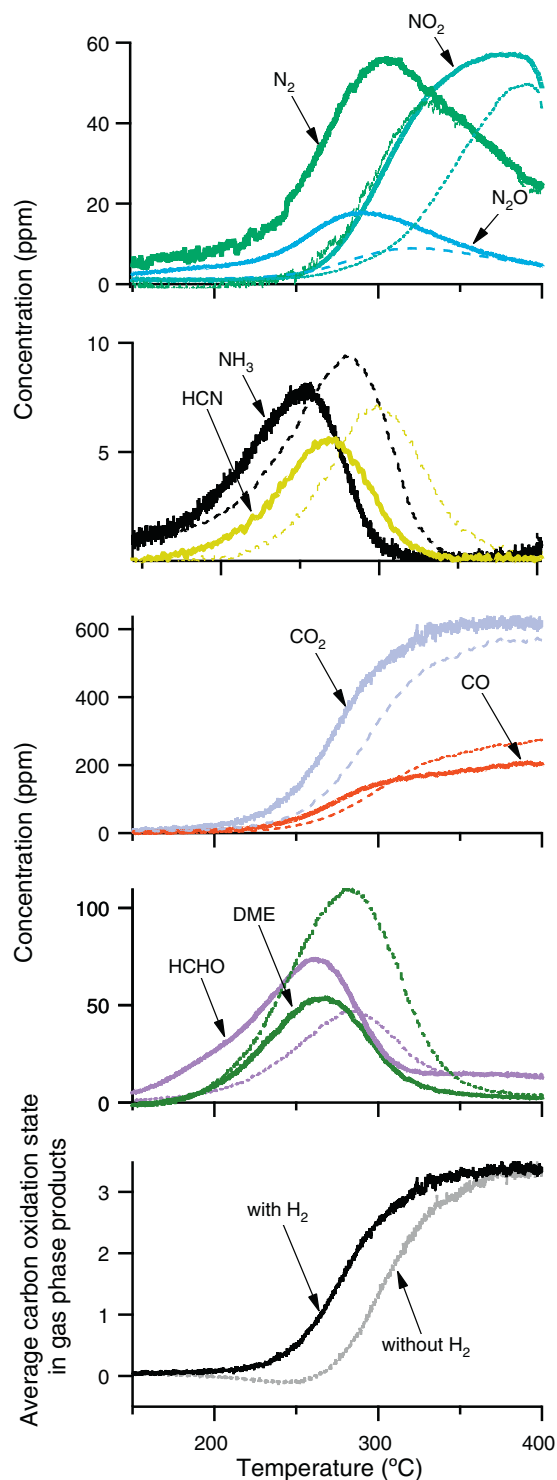 60
40
20
0
N₂
NO₂
N₂O
Concentration (ppm)
10
5
NH₃
HCN
600
400
200
0
CO₂
CO
Concentration (ppm)
100
50
0
DME
HCHO
3
2
1
0
with H₂
without H₂
Average carbon oxidation state
in gas phase products
200
300
400
Temperature (ºC)